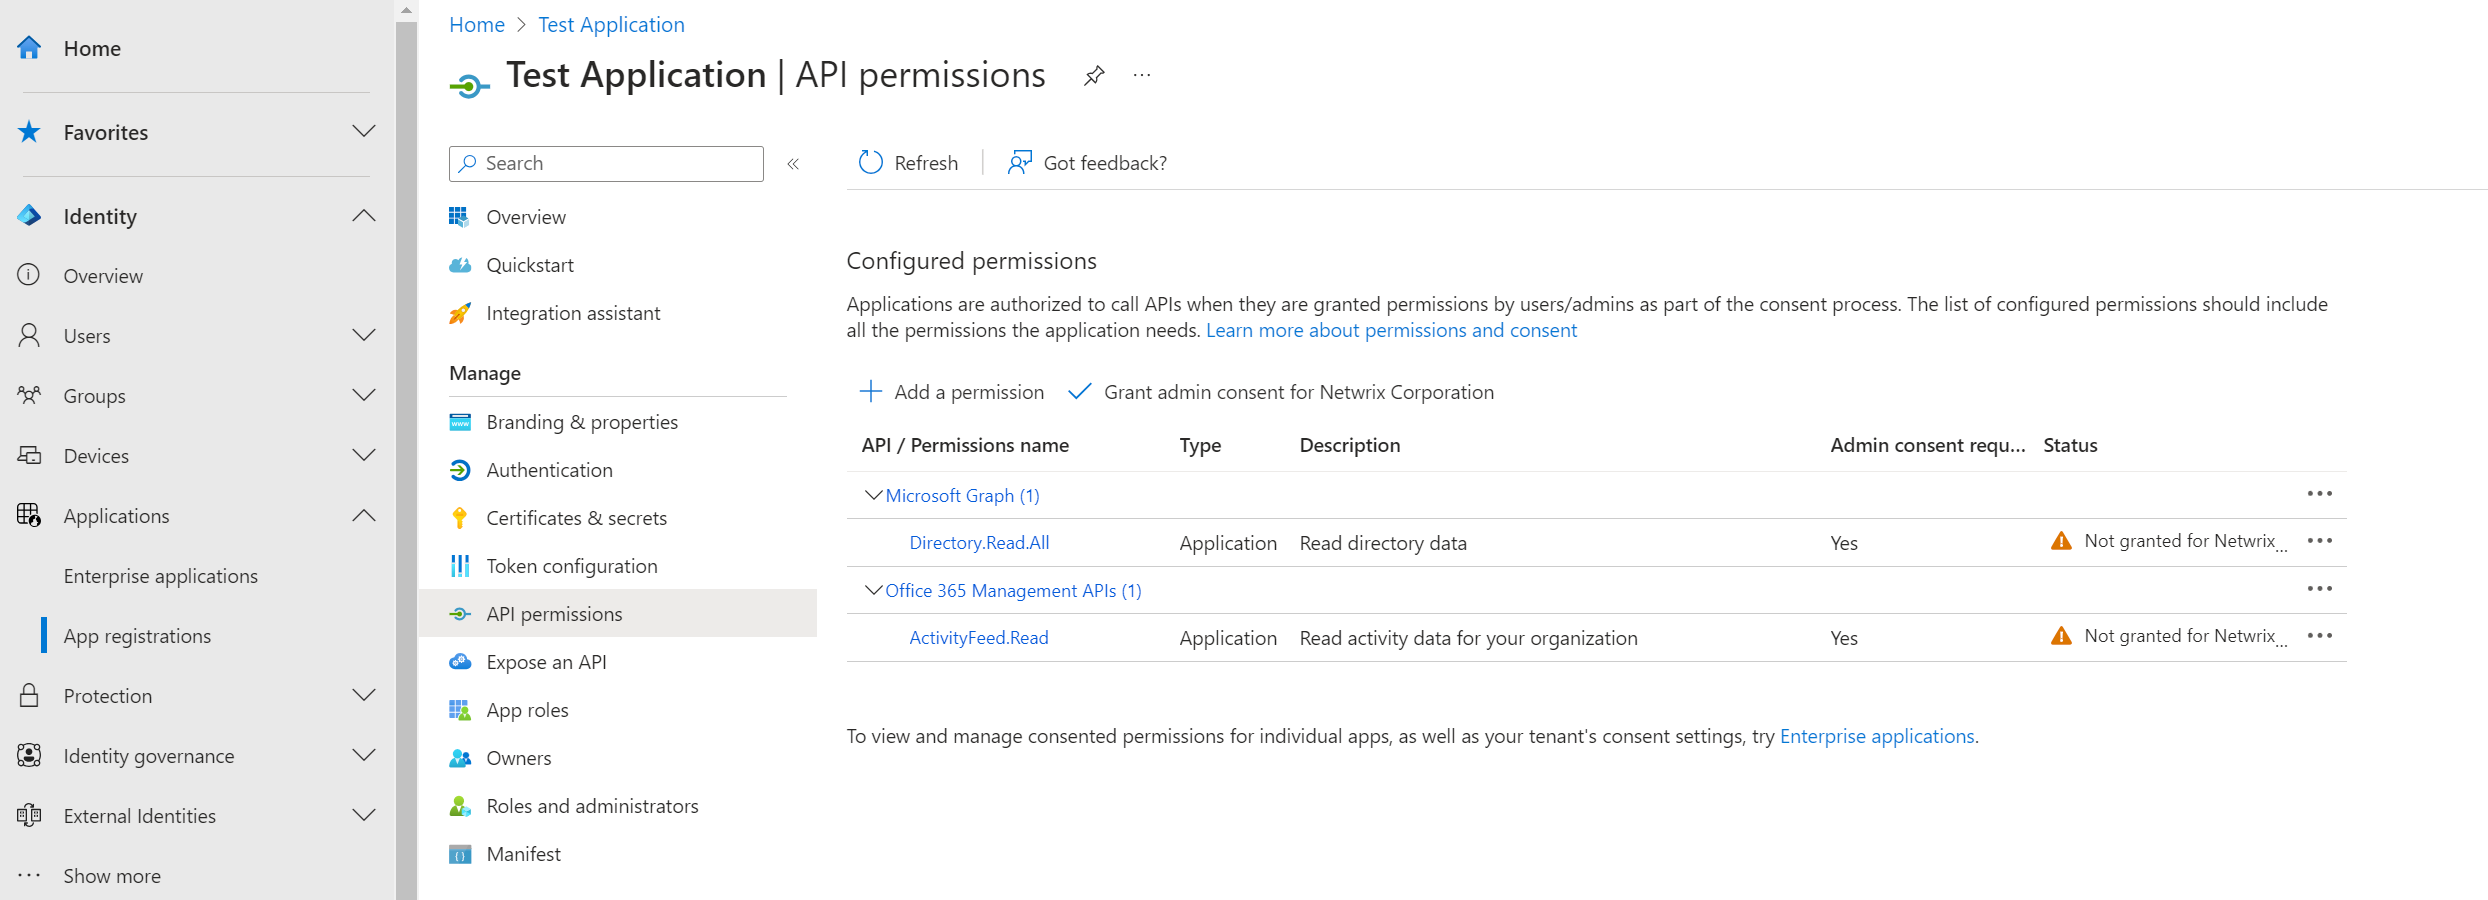 Home
Favorites
Identity
Overview
Users
Groups
Devices
Applications
Enterprise applications
App registrations
Protection
Identity governance
External Identities
Show more
Home > Test Application
Test Application | API permissions
Search
Overview
Quickstart
Integration assistant
Manage
Branding & properties
Authentication
Certificates & secrets
Token configuration
API permissions
Expose an API
App roles
Owners
Roles and administrators
Manifest
Refresh
Got feedback?
Configured permissions
Applications are authorized to call APIs when they are granted permissions by users/admins as part of the consent process. The list of configured permissions should include
all the permissions the application needs. Learn more about permissions and consent
Add a permission
Grant admin consent for Netwrix Corporation
API / Permissions name Type Description Admin consent requ... Status
Microsoft Graph (1)
Directory.Read.All Application Read directory data Yes Not granted for Netwrix ...
Office 365 Management APIs (1)
ActivityFeed.Read Application Read activity data for your organization Yes Not granted for Netwrix ...
To view and manage consented permissions for individual apps, as well as your tenant's consent settings, try Enterprise applications.